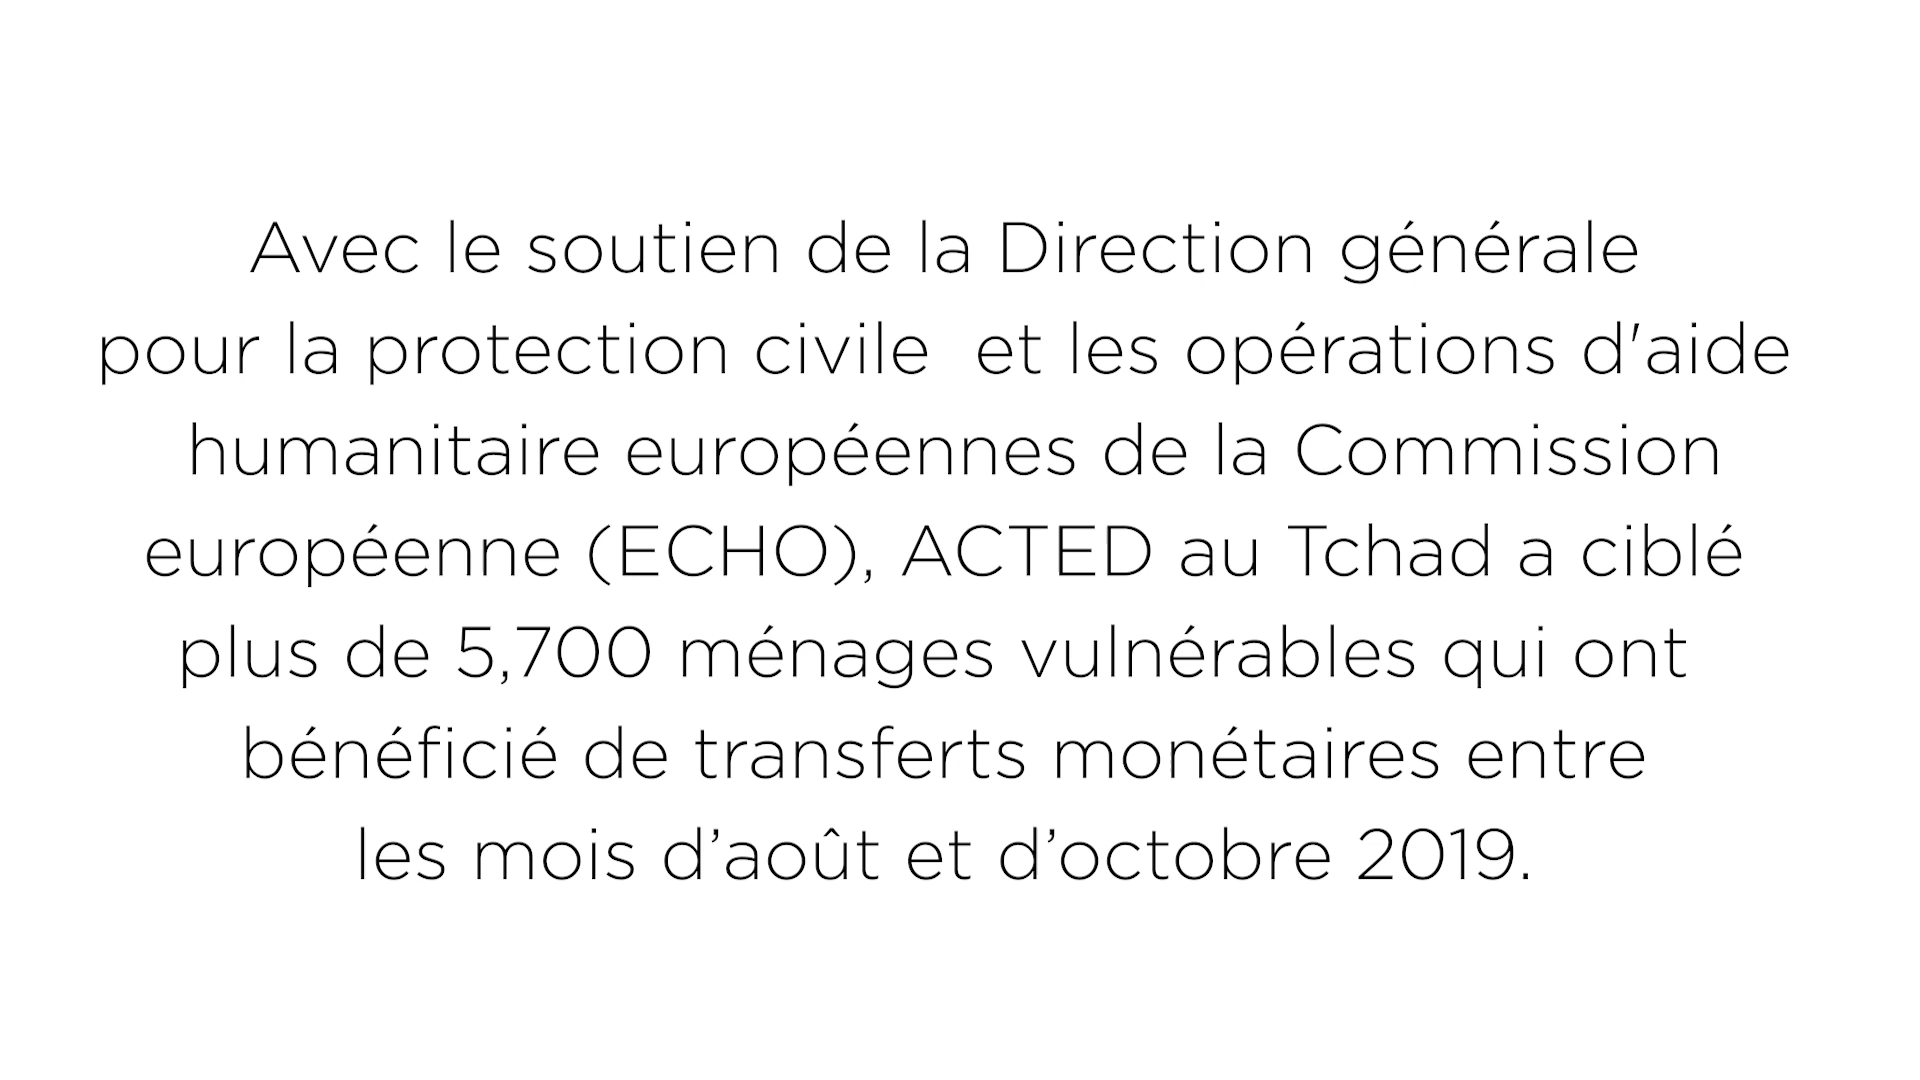 Avec le soutien de la Direction générale
pour la protection civile  et les opérations d'aide
humanitaire européennes de la Commission
européenne (ECHO), ACTED au Tchad a ciblé
plus de 5,700 ménages vulnérables qui ont
bénéficié de transferts monétaires entre
les mois d’août et d’octobre 2019.